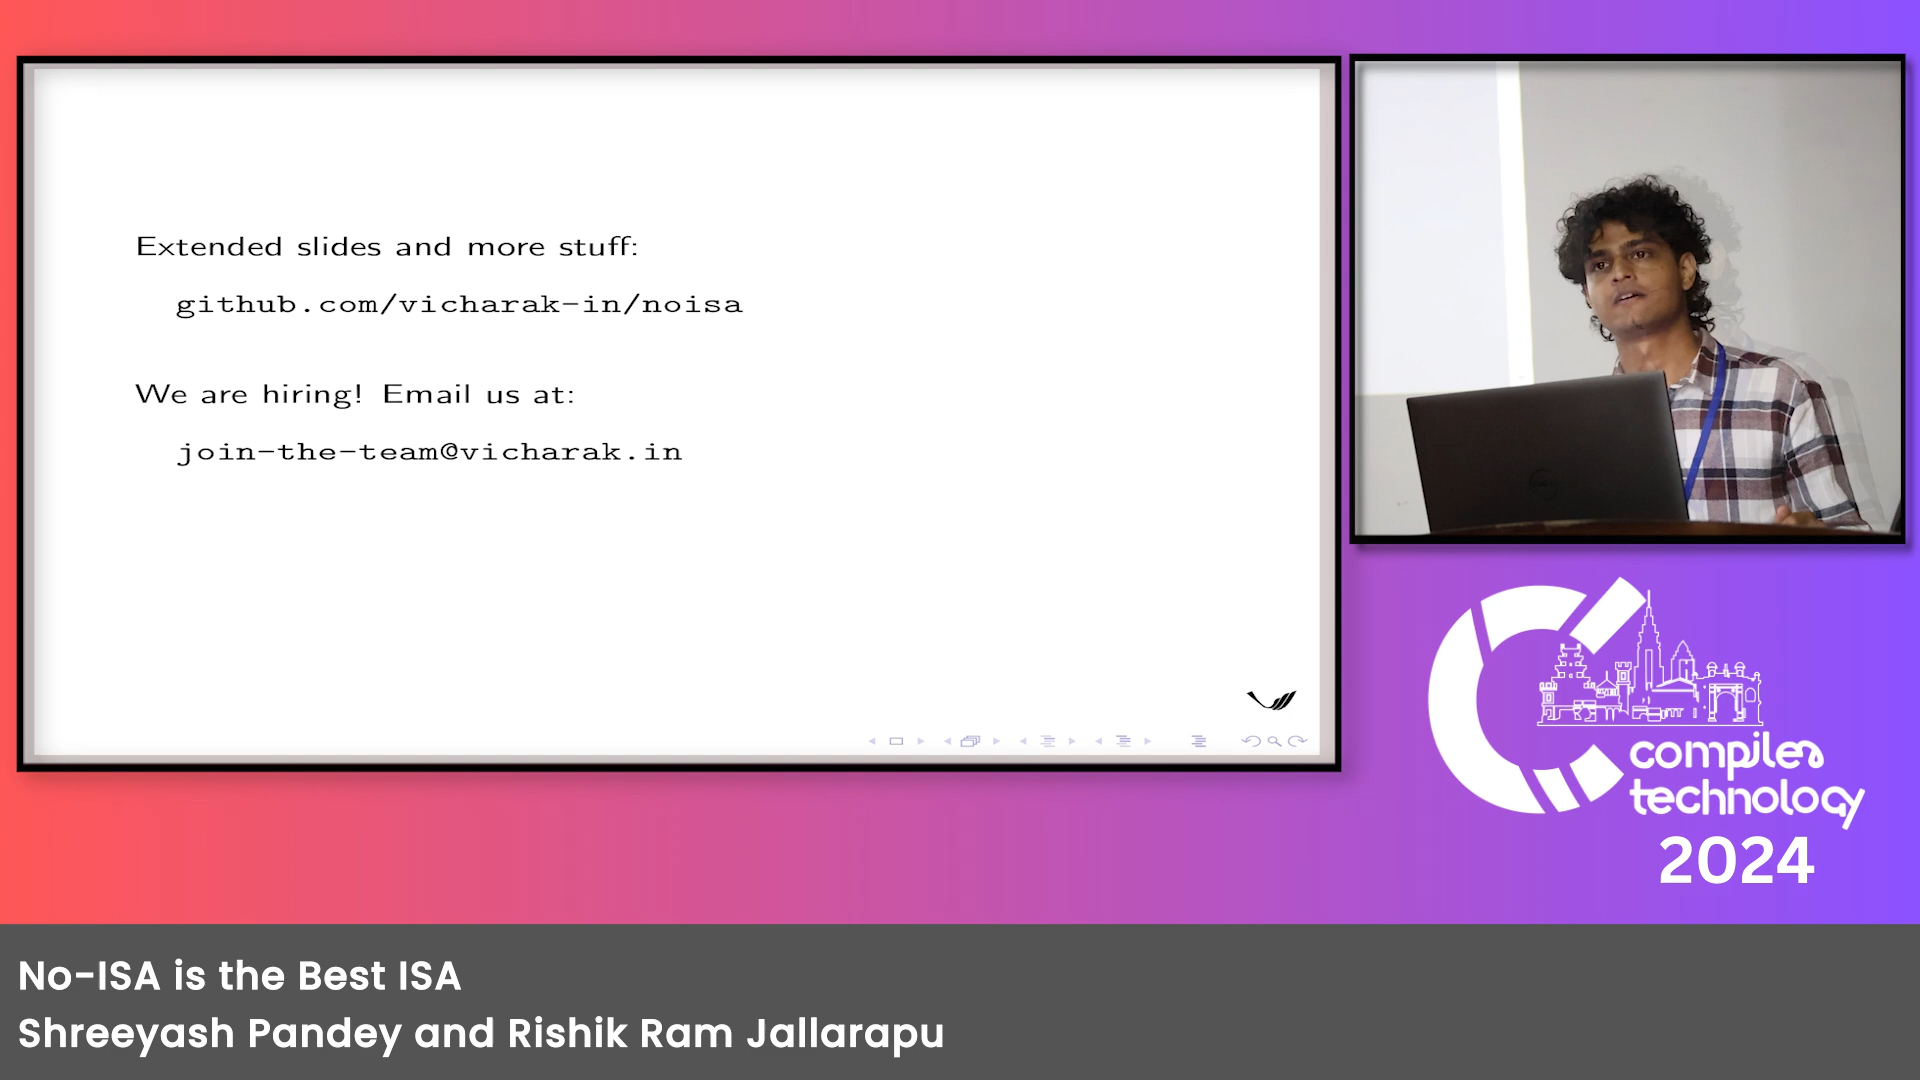 Extended slides and more stuff:
github.com/vicharak-in/noisa
We are hiring! Email us at:
join-the-team@vicharak.in
compiler
technology
2024
No-ISA is the Best ISA
Shreeyash Pandey and Rishik Ram Jallarapu